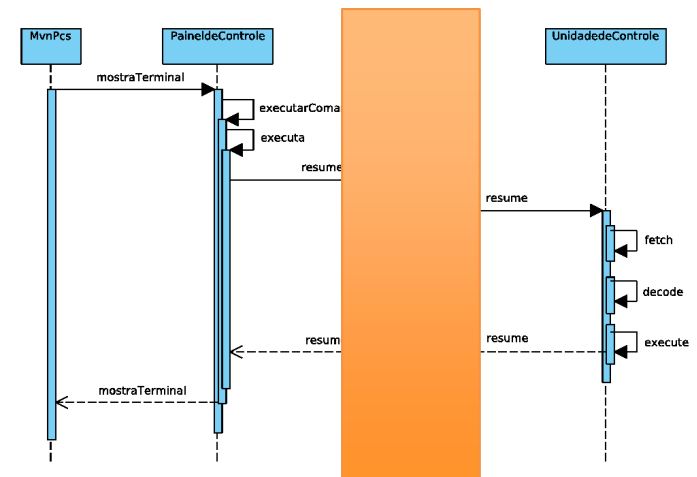 MvnPcs
PaineldeControle
UnidadedeControle
mostraTerminal
executarComa
executa
resume
resume
fetch
decode
resum
resume
execute
mostraTerminal